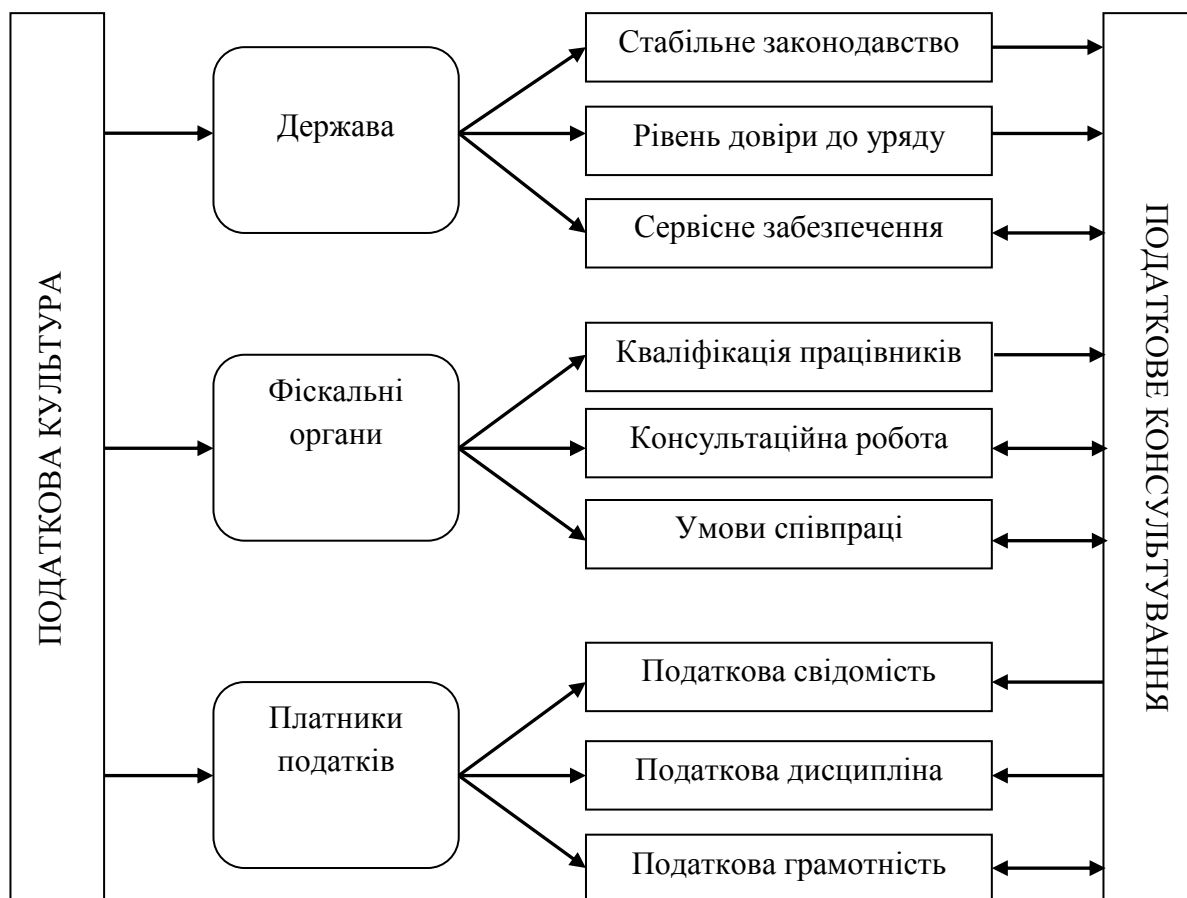 ПОДАТКОВА КУЛЬТУРА
Держава
Стабільне законодавство
Рівень довіри до уряду
Сервісне забезпечення
Фіскальні
органи
Кваліфікація працівників
Консультаційна робота
Умови співпраці
Платники
податків
Податкова свідомість
Податкова дисципліна
Податкова грамотність
ПОДАТКОВЕ КОНСУЛЬТУВАННЯ